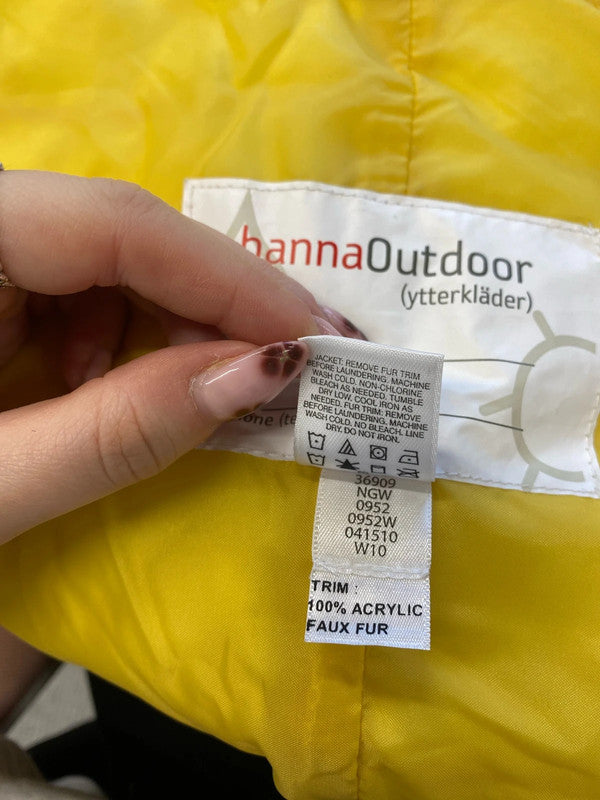 hannaOutdoor
(ytterkläder)
JACKET: REMOVE FUR TRIM
BEFORE LAUNDERING. MACHINE
WASH COLD. NON-CHLORINE
BLEACH AS NEEDED. TUMBLE
DRY LOW. COOL IRON AS
NEEDED. FUR TRIM: REMOVE
BEFORE LAUNDERING. MACHINE
WASH COLD. NO BLEACH. LINE
DRY. DO NOT IRON.
36909
NGW
0952
0952W
041510
W10
TRIM :
100% ACRYLIC
FAUX FUR